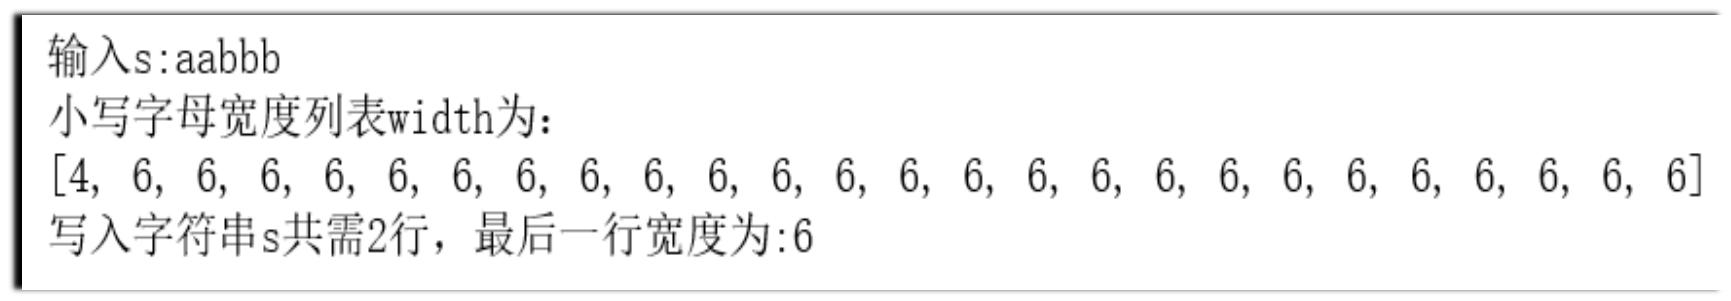 输入s:aabbb
小写字母宽度列表width为：
[4, 6, 6, 6, 6, 6, 6, 6, 6, 6, 6, 6, 6, 6, 6, 6, 6, 6, 6, 6, 6, 6, 6, 6, 6, 6]
写入字符串s共需2行，最后一行宽度为:6